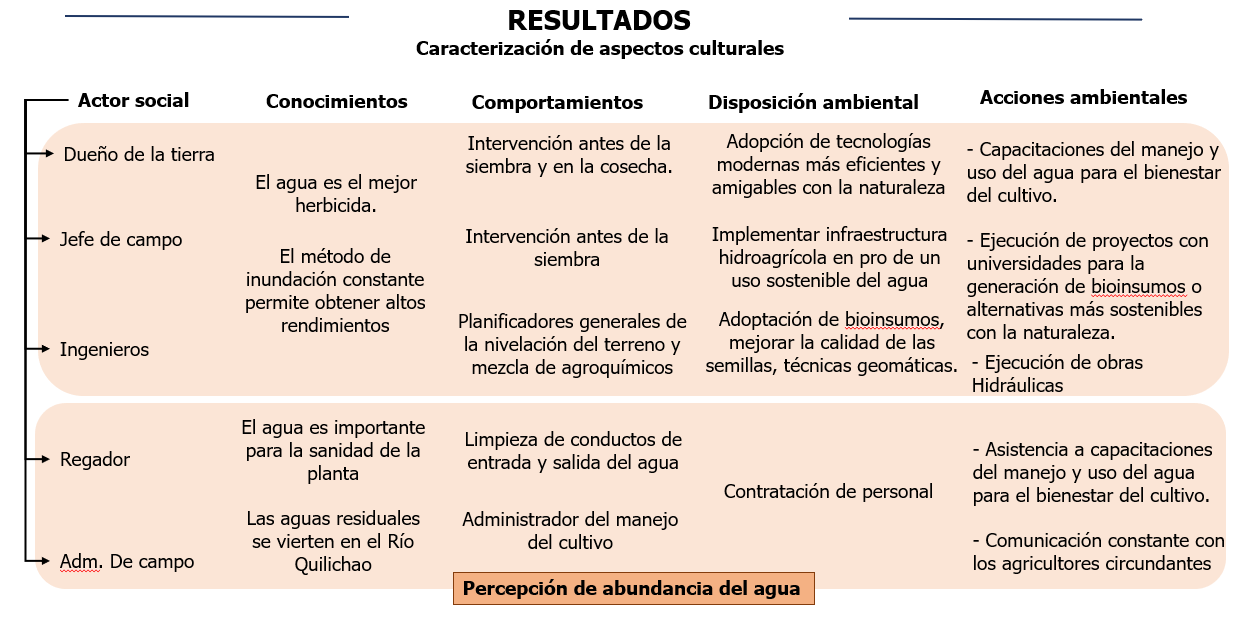 RESULTADOS
Caracterización de aspectos culturales
Actor social
Conocimientos
Comportamientos
Disposición ambiental
Acciones ambientales
Dueño de la tierra
Jefe de campo
Ingenieros
El agua es el mejor
herbicida.
El método de
inundación constante
permite obtener altos
rendimientos
Intervención antes de la
siembra y en la cosecha.
Intervención antes de la
siembra
Planificadores generales de
la nivelación del terreno y
mezcla de agroquímicos
Adopción de tecnologías
modernas más eficientes y
amigables con la naturaleza
Implementar infraestructura
hidroagrícola en pro de un
uso sostenible del agua
Adoptación de bioinsumos,
mejorar la calidad de las
semillas, técnicas geomáticas.
- Capacitaciones del manejo y
uso del agua para el bienestar
del cultivo.
- Ejecución de proyectos con
universidades para la
generación de bioinsumos o
alternativas más sostenibles
con la naturaleza.
- Ejecución de obras
Hidráulicas
Regador
Adm. De campo
El agua es importante
para la sanidad de la
planta
Las aguas residuales
se vierten en el Río
Quilichao
Limpieza de conductos de
entrada y salida del agua
Administrador del manejo
del cultivo
Contratación de personal
- Asistencia a capacitaciones
del manejo y uso del agua
para el bienestar del cultivo.
- Comunicación constante con
los agricultores circundantes
Percepción de abundancia del agua